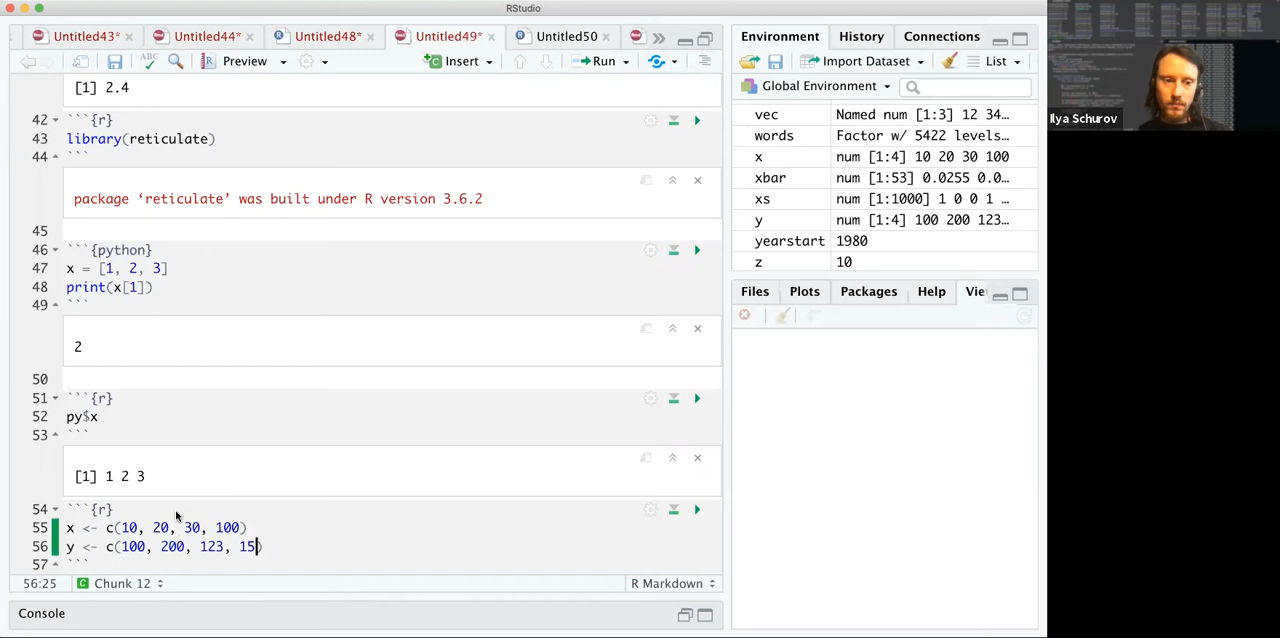 RStudio
Untitled43* Untitled44* Untitled48* Untitled49* Untitled50
ABC Preview Insert Run
[1] 2.4
42 ```{r}
43 library(reticulate)
44 ```
package ‘reticulate’ was built under R version 3.6.2
45
46 ```{python}
47 x = [1, 2, 3]
48 print(x[1])
49 ```
2
50
51 ```{r}
52 py$x
53 ```
[1] 1 2 3
54 ```{r}
55 x <- c(10, 20, 30, 100)
56 y <- c(100, 200, 123, 15)
57 ```
56:25 Chunk 12 R Markdown
Console
Environment History Connections
Import Dataset List
Global Environment
vec Named num [1:3] 12 34…
words Factor w/ 5422 levels…
x num [1:4] 10 20 30 100
xbar num [1:53] 0.0255 0.0…
xs num [1:1000] 1 0 0 1 …
y num [1:4] 100 200 123…
yearstart 1980
z 10
Files Plots Packages Help Vie
Ilya Schurov